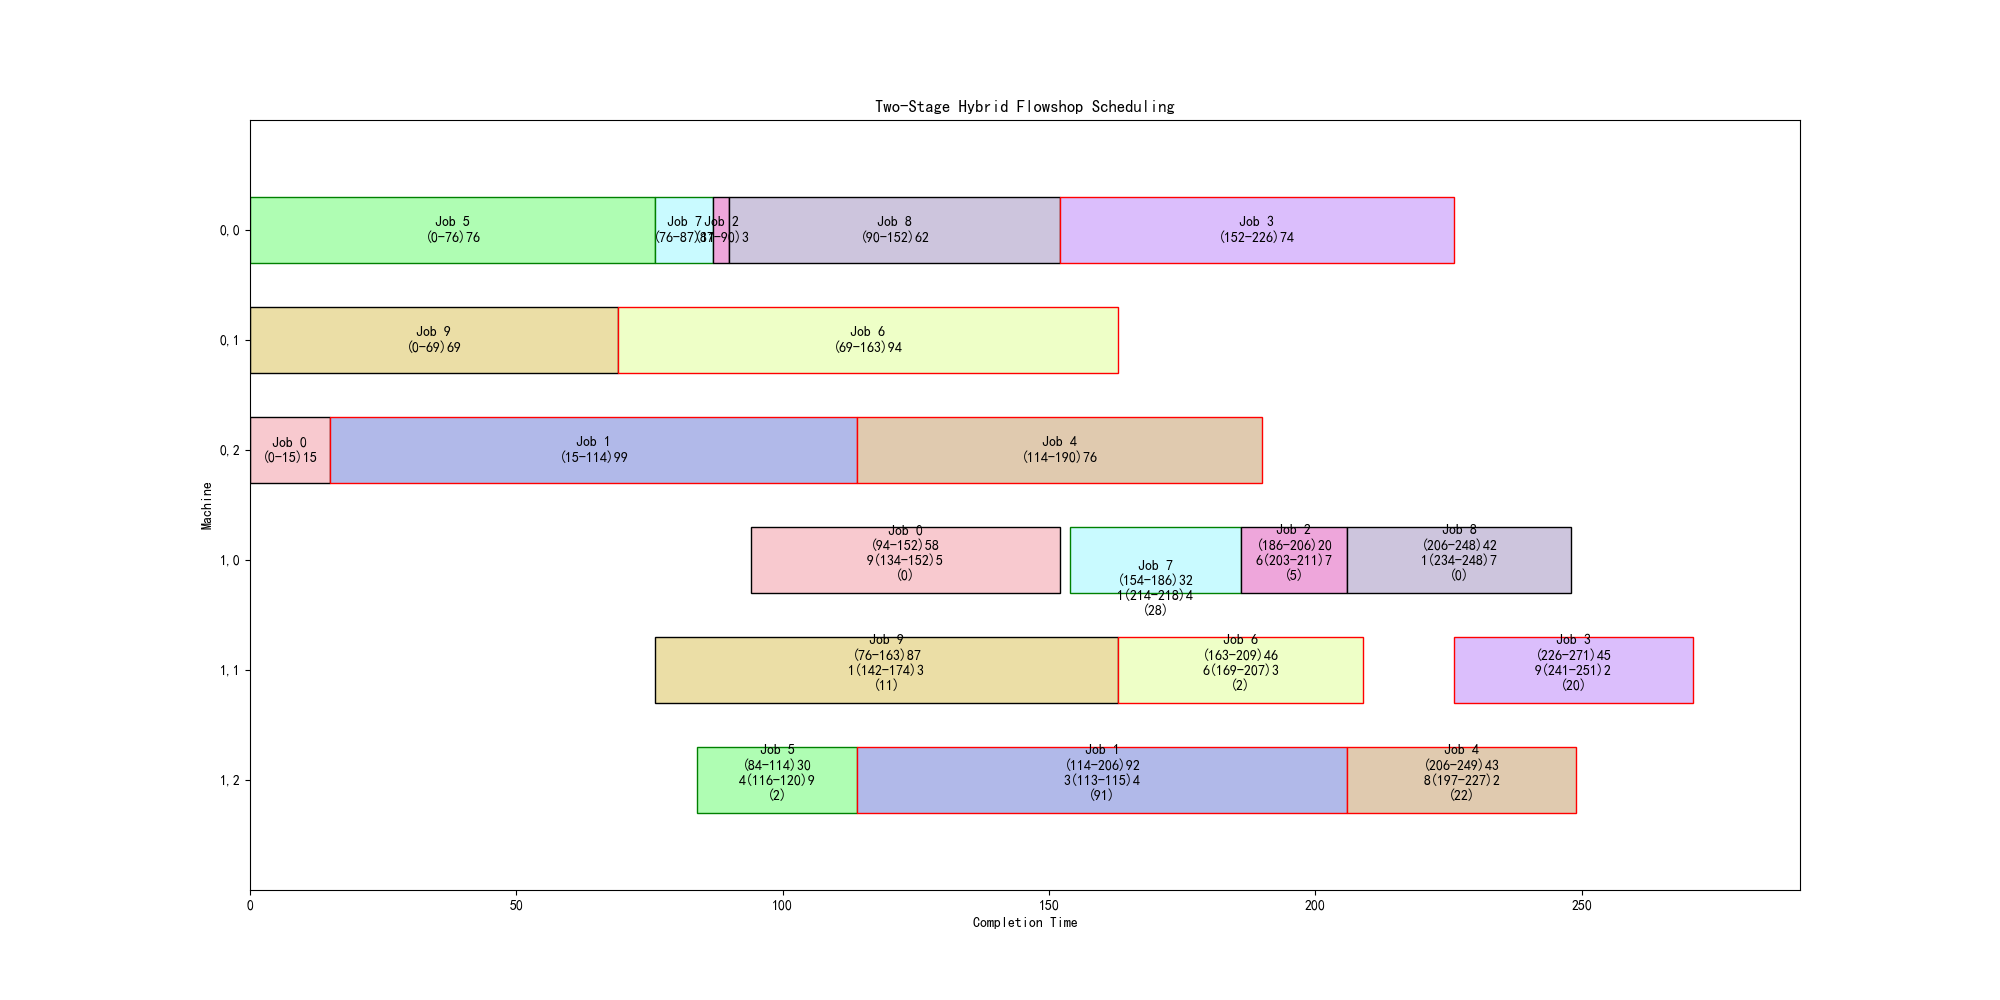 Two-Stage Hybrid Flowshop Scheduling
0,0
Job 5
(0-76)76
Job 7
(76-87)11
Job 2
(87-90)3
Job 8
(90-152)62
Job 3
(152-226)74
0,1
Job 9
(0-69)69
Job 6
(69-163)94
0,2
Job 0
(0-15)15
Job 1
(15-114)99
Job 4
(114-190)76
Machine
1,0
Job 0
(94-152)58
9(134-152)5
(0)
Job 7
(154-186)32
1(214-218)4
(28)
Job 2
(186-206)20
6(203-211)7
(5)
Job 8
(206-248)42
1(234-248)7
(0)
1,1
Job 9
(76-163)87
1(142-174)3
(11)
Job 6
(163-209)46
6(169-207)3
(2)
Job 3
(226-271)45
9(241-251)2
(20)
1,2
Job 5
(84-114)30
4(116-120)9
(2)
Job 1
(114-206)92
3(113-115)4
(91)
Job 4
(206-249)43
8(197-227)2
(22)
0
50
100
150
200
250
Completion Time